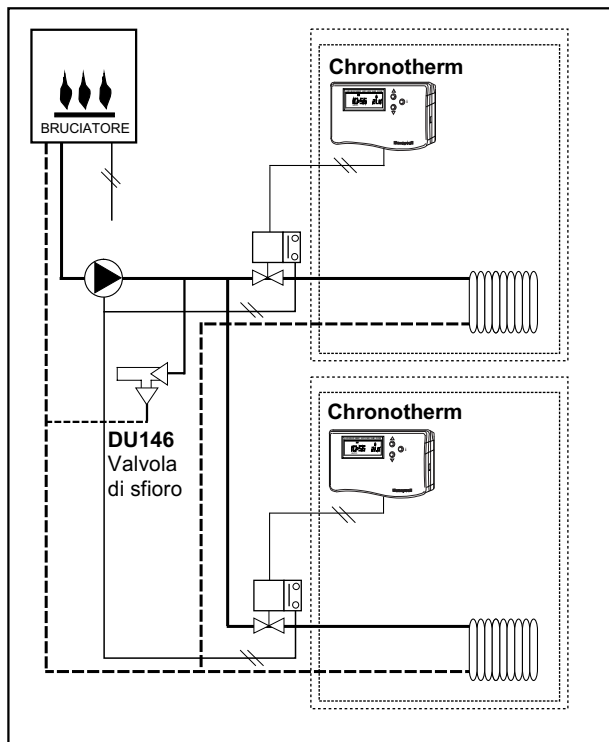 Chronotherm
BRUCIATORE
Chronotherm
DU146
Valvola
di sfioro